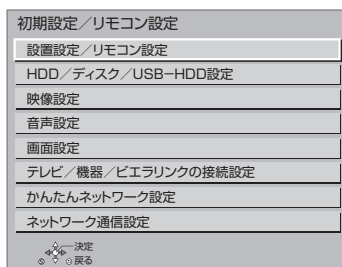 初期設定／リモコン設定
設置設定／リモコン設定
HDD／ディスク／USB−HDD設定
映像設定
音声設定
画面設定
テレビ／機器／ビエラリンクの接続設定
かんたんネットワーク設定
ネットワーク通信設定
決定
戻る